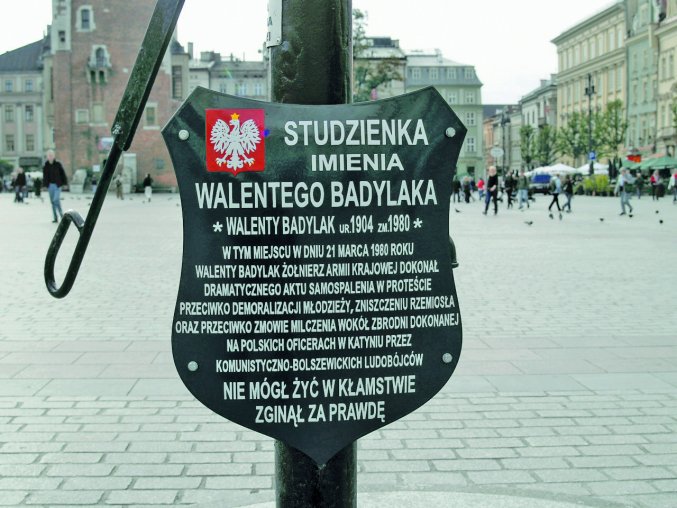 STUDZIENKA
IMIENIA
WALENTEGO BADYLAKA
* WALENTY BADYLAK UR.1904 ZM.1980 *
W TYM MIEJSCU W DNIU 21 MARCA 1980 ROKU
WALENTY BADYLAK ŻOŁNIERZ ARMII KRAJOWEJ DOKONAŁ
DRAMATYCZNEGO AKTU SAMOSPALENIA W PROTEŚCIE
PRZECIWKO DEMORALIZACJI MŁODZIEŻY, ZNISZCZENIU RZEMIOSŁA
ORAZ PRZECIWKO ZMOWIE MILCZENIA WOKÓŁ ZBRODNI DOKONANEJ
NA POLSKICH OFICERACH W KATYNIU PRZEZ
KOMUNISTYCZNO-BOLSZEWICKICH LUDOBÓJCÓW
NIE MÓGŁ ŻYĆ W KŁAMSTWIE
ZGINĄŁ ZA PRAWDĘ